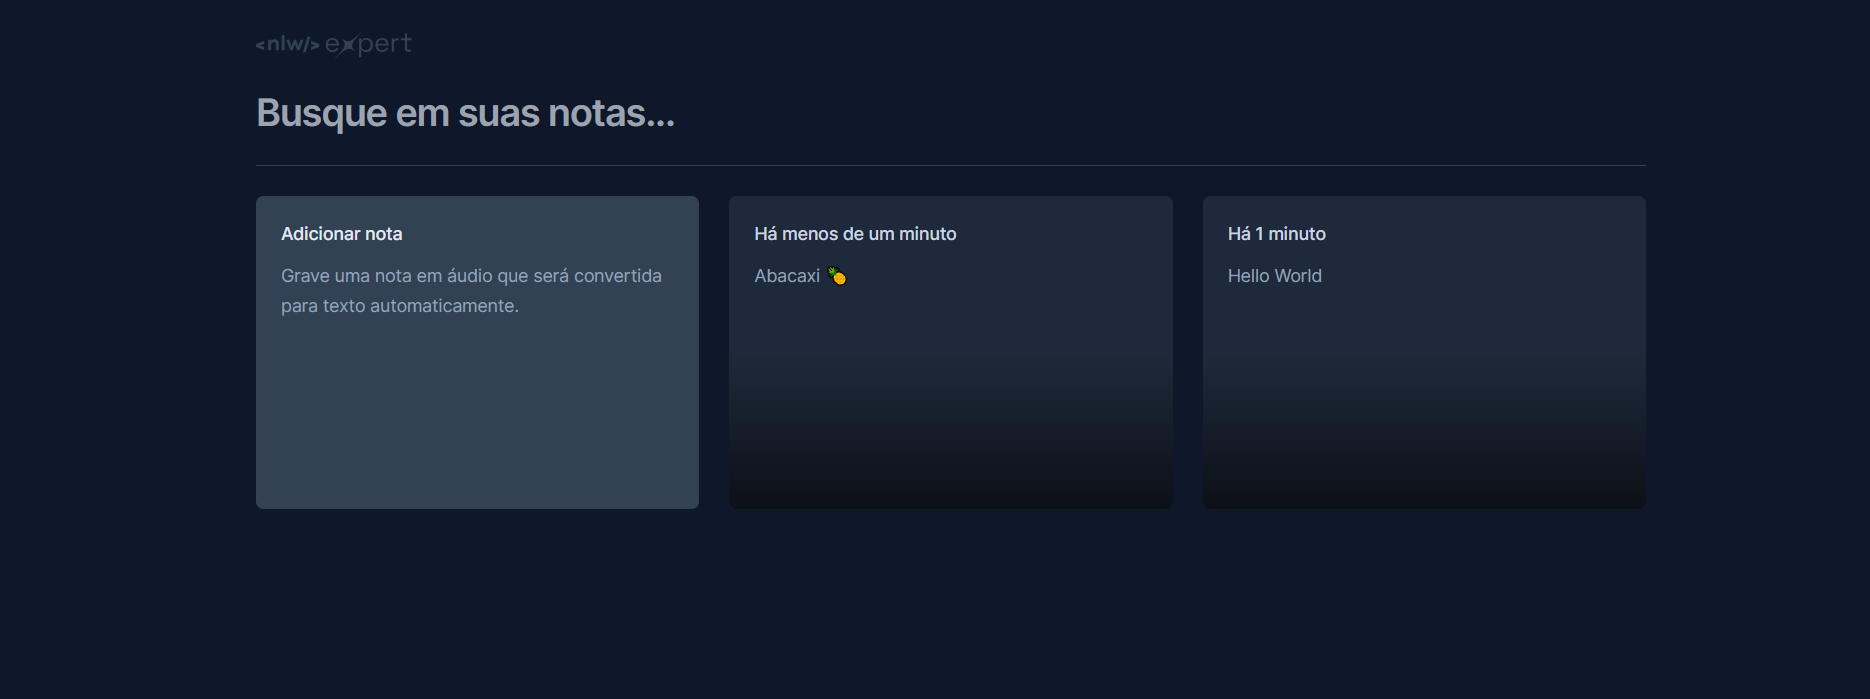 <nlw/> expert
Busque em suas notas...
Adicionar nota
Grave uma nota em áudio que será convertida
para texto automaticamente.
Há menos de um minuto
Abacaxi 🍍
Há 1 minuto
Hello World